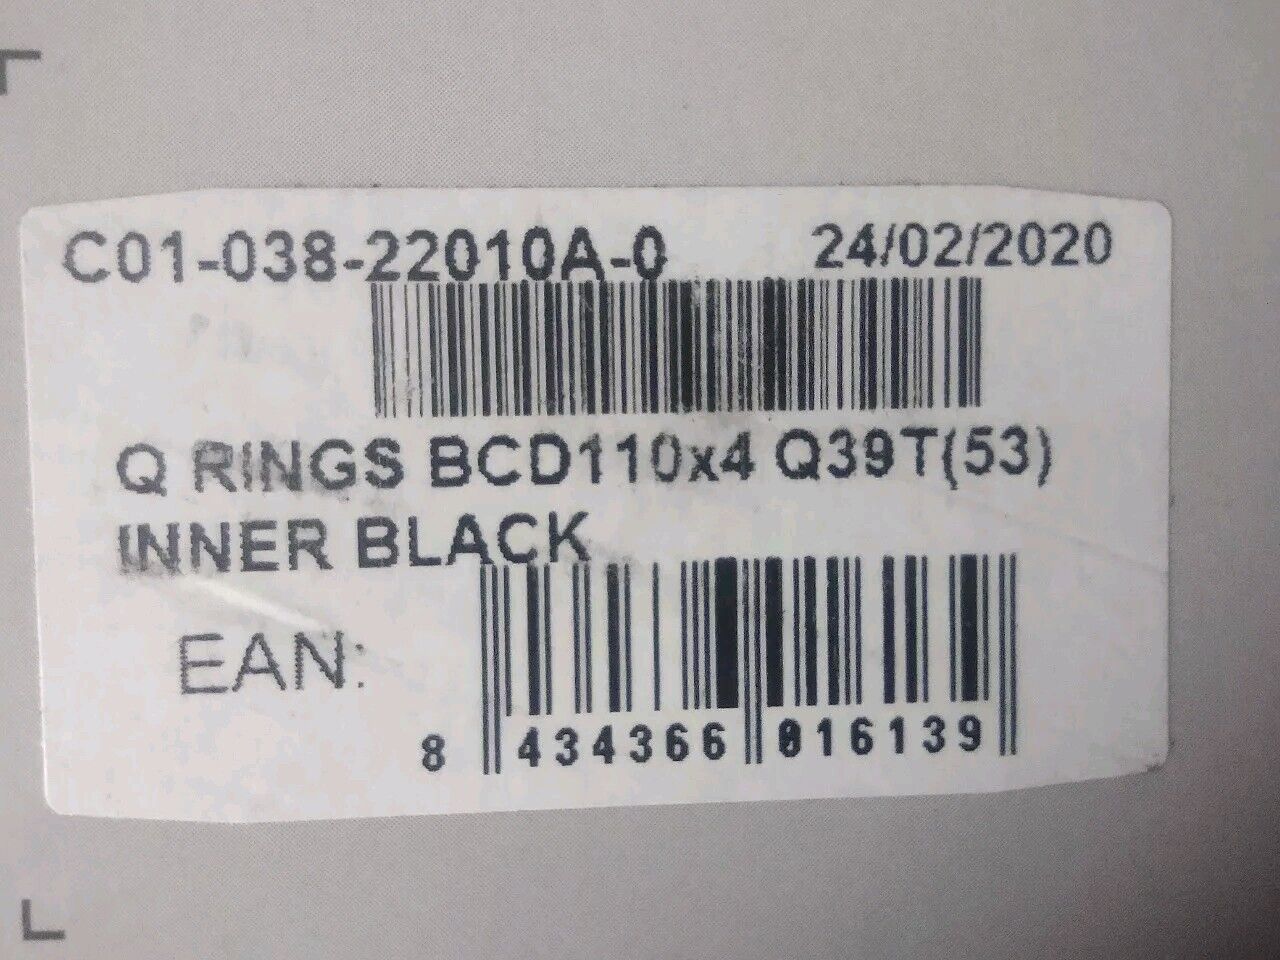 C01-038-22010A-0 24/02/2020
Q RINGS BCD110x4 Q39T(53)
INNER BLACK
EAN:
8 434366 016139